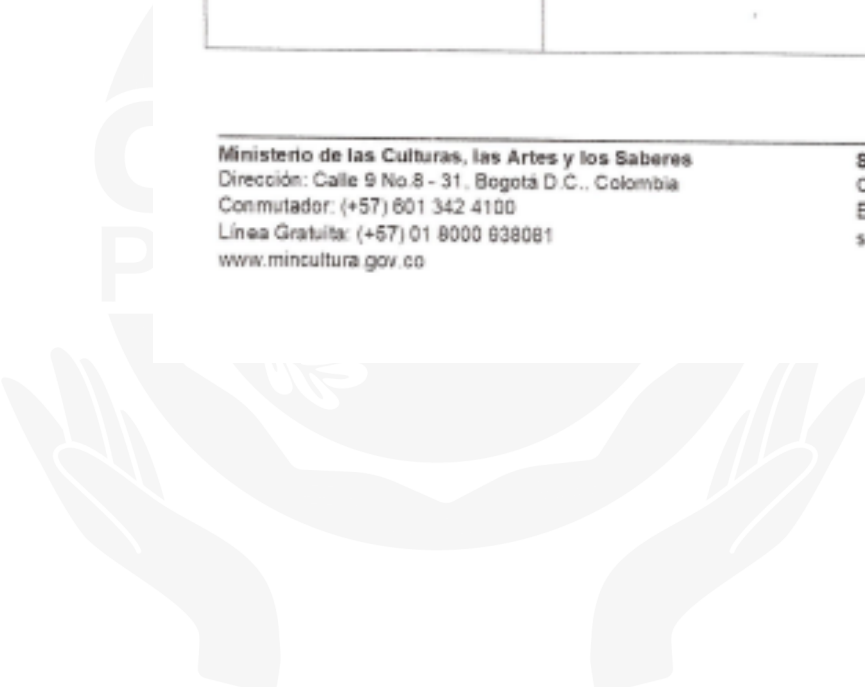 Ministerio de las Culturas, las Artes y los Saberes
Dirección: Calle 9 No.8 - 31, Bogotá D.C., Colombia
Conmutador: (+57) 601 342 4100
Línea Gratuita: (+57) 01 8000 938081
www.mincultura.gov.co